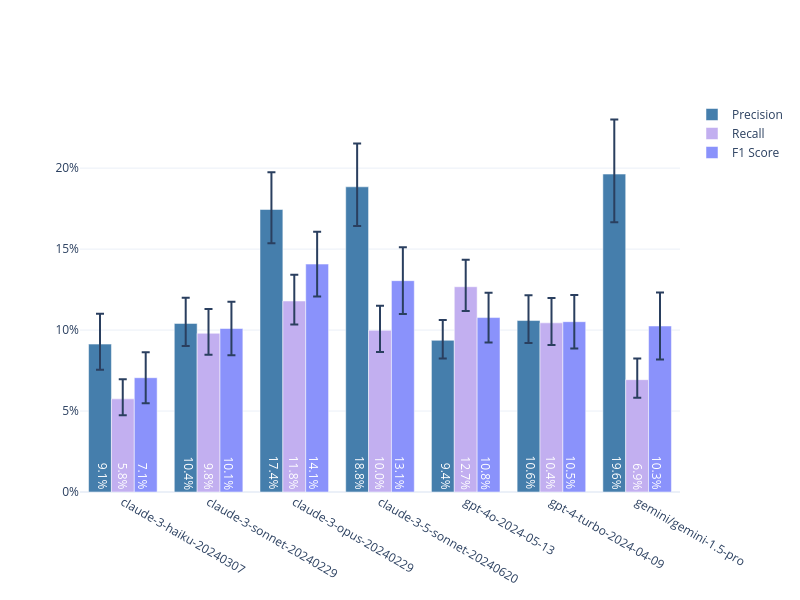 Precision
Recall
F1 Score
20%
15%
10%
5%
0%
9.1%
5.8%
7.1%
10.4%
9.8%
10.1%
17.4%
11.8%
14.1%
18.8%
10.0%
13.1%
9.4%
12.7%
10.8%
10.6%
10.4%
10.5%
19.6%
6.9%
10.3%
claude-3-haiku-20240307
claude-3-sonnet-20240229
claude-3-opus-20240229
claude-3-5-sonnet-20240620
gpt-4o-2024-05-13
gpt-4-turbo-2024-04-09
gemini/gemini-1.5-pro